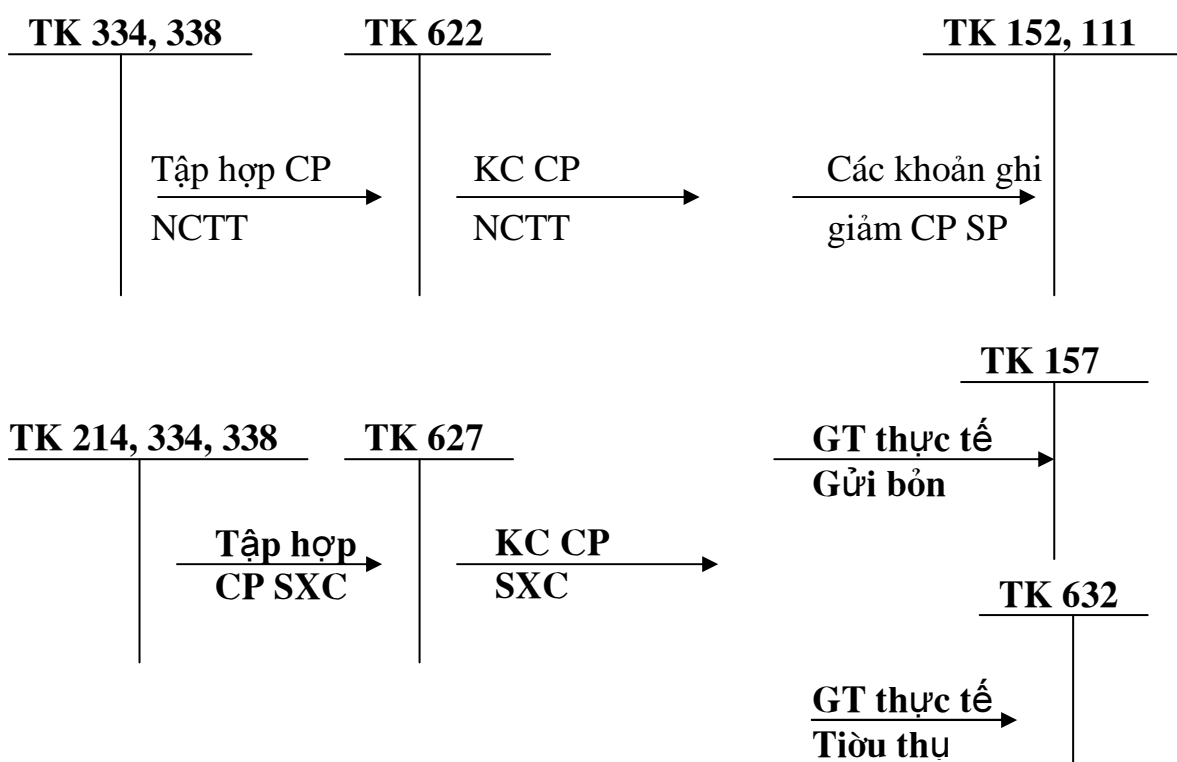 TK 334, 338 TK 622 TK 152, 111
Tập hợp CP KC CP Các khoản ghi
NCTT NCTT giảm CP SP
TK 157
TK 214, 334, 338 TK 627 GT thực tế
Gửi bỏn
Tập hợp KC CP
CP SXC SXC
TK 632
GT thực tế
Tiờu thụ